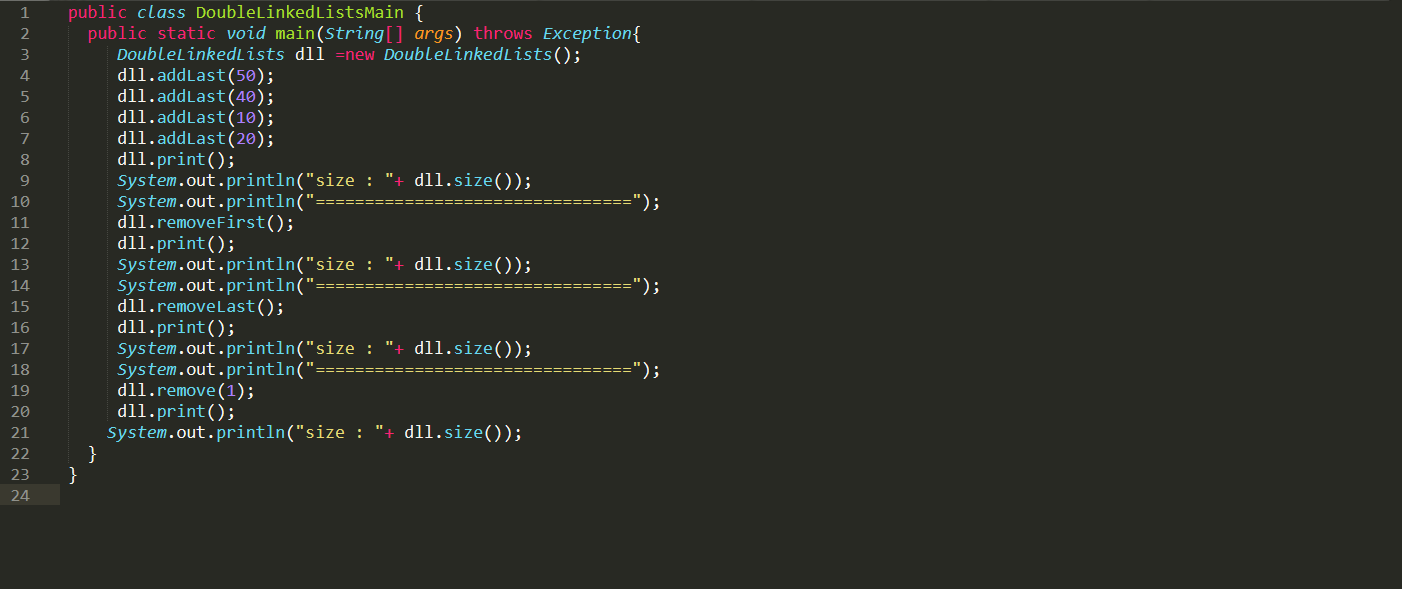 1 public class DoubleLinkedListsMain {
2 public static void main(String[] args) throws Exception{
3 DoubleLinkedLists dll =new DoubleLinkedLists();
4 dll.addLast(50);
5 dll.addLast(40);
6 dll.addLast(10);
7 dll.addLast(20);
8 dll.print();
9 System.out.println("size : "+ dll.size());
10 System.out.println("================================");
11 dll.removeFirst();
12 dll.print();
13 System.out.println("size : "+ dll.size());
14 System.out.println("================================");
15 dll.removeLast();
16 dll.print();
17 System.out.println("size : "+ dll.size());
18 System.out.println("================================");
19 dll.remove(1);
20 dll.print();
21 System.out.println("size : "+ dll.size());
22 }
23 }
24